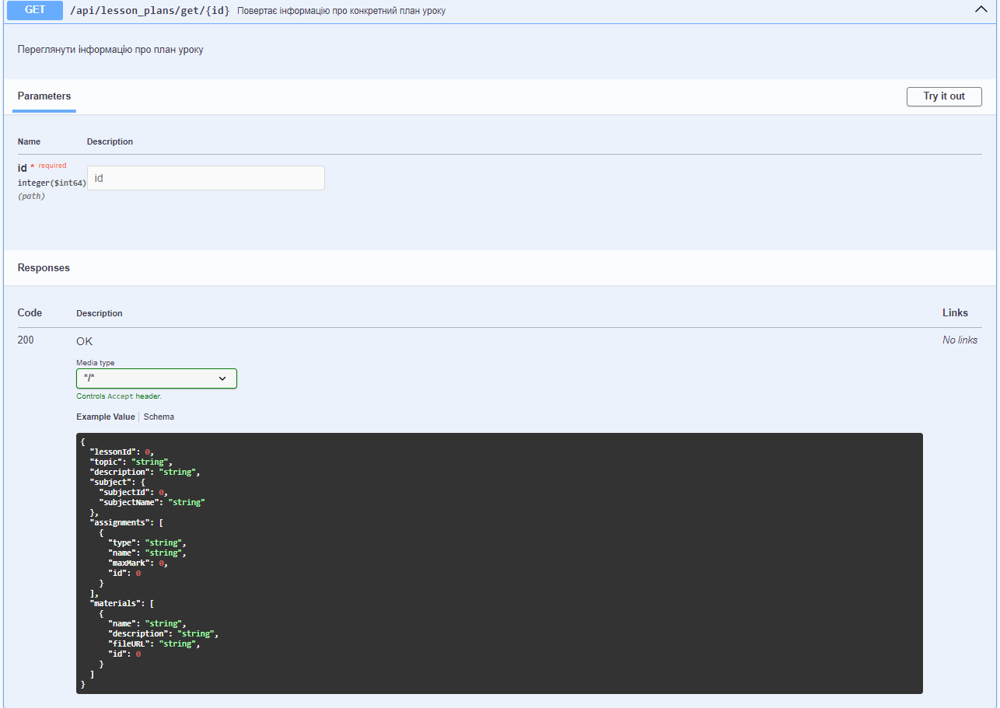 GET /api/lesson_plans/get/{id} Повертає інформацію про конкретний план уроку
Переглянути інформацію про план уроку
Parameters
Try it out
Name Description
id * required
integer($int64)
(path)
id
Responses
Code Description Links
200 OK No links
Media type
*/*
Controls Accept header.
Example Value Schema
{
  "lessonId": 0,
  "topic": "string",
  "description": "string",
  "subject": {
    "subjectId": 0,
    "subjectName": "string"
  },
  "assignments": [
    {
      "type": "string",
      "name": "string",
      "maxMark": 0,
      "id": 0
    }
  ],
  "materials": [
    {
      "name": "string",
      "description": "string",
      "fileURL": "string",
      "id": 0
    }
  ]
}